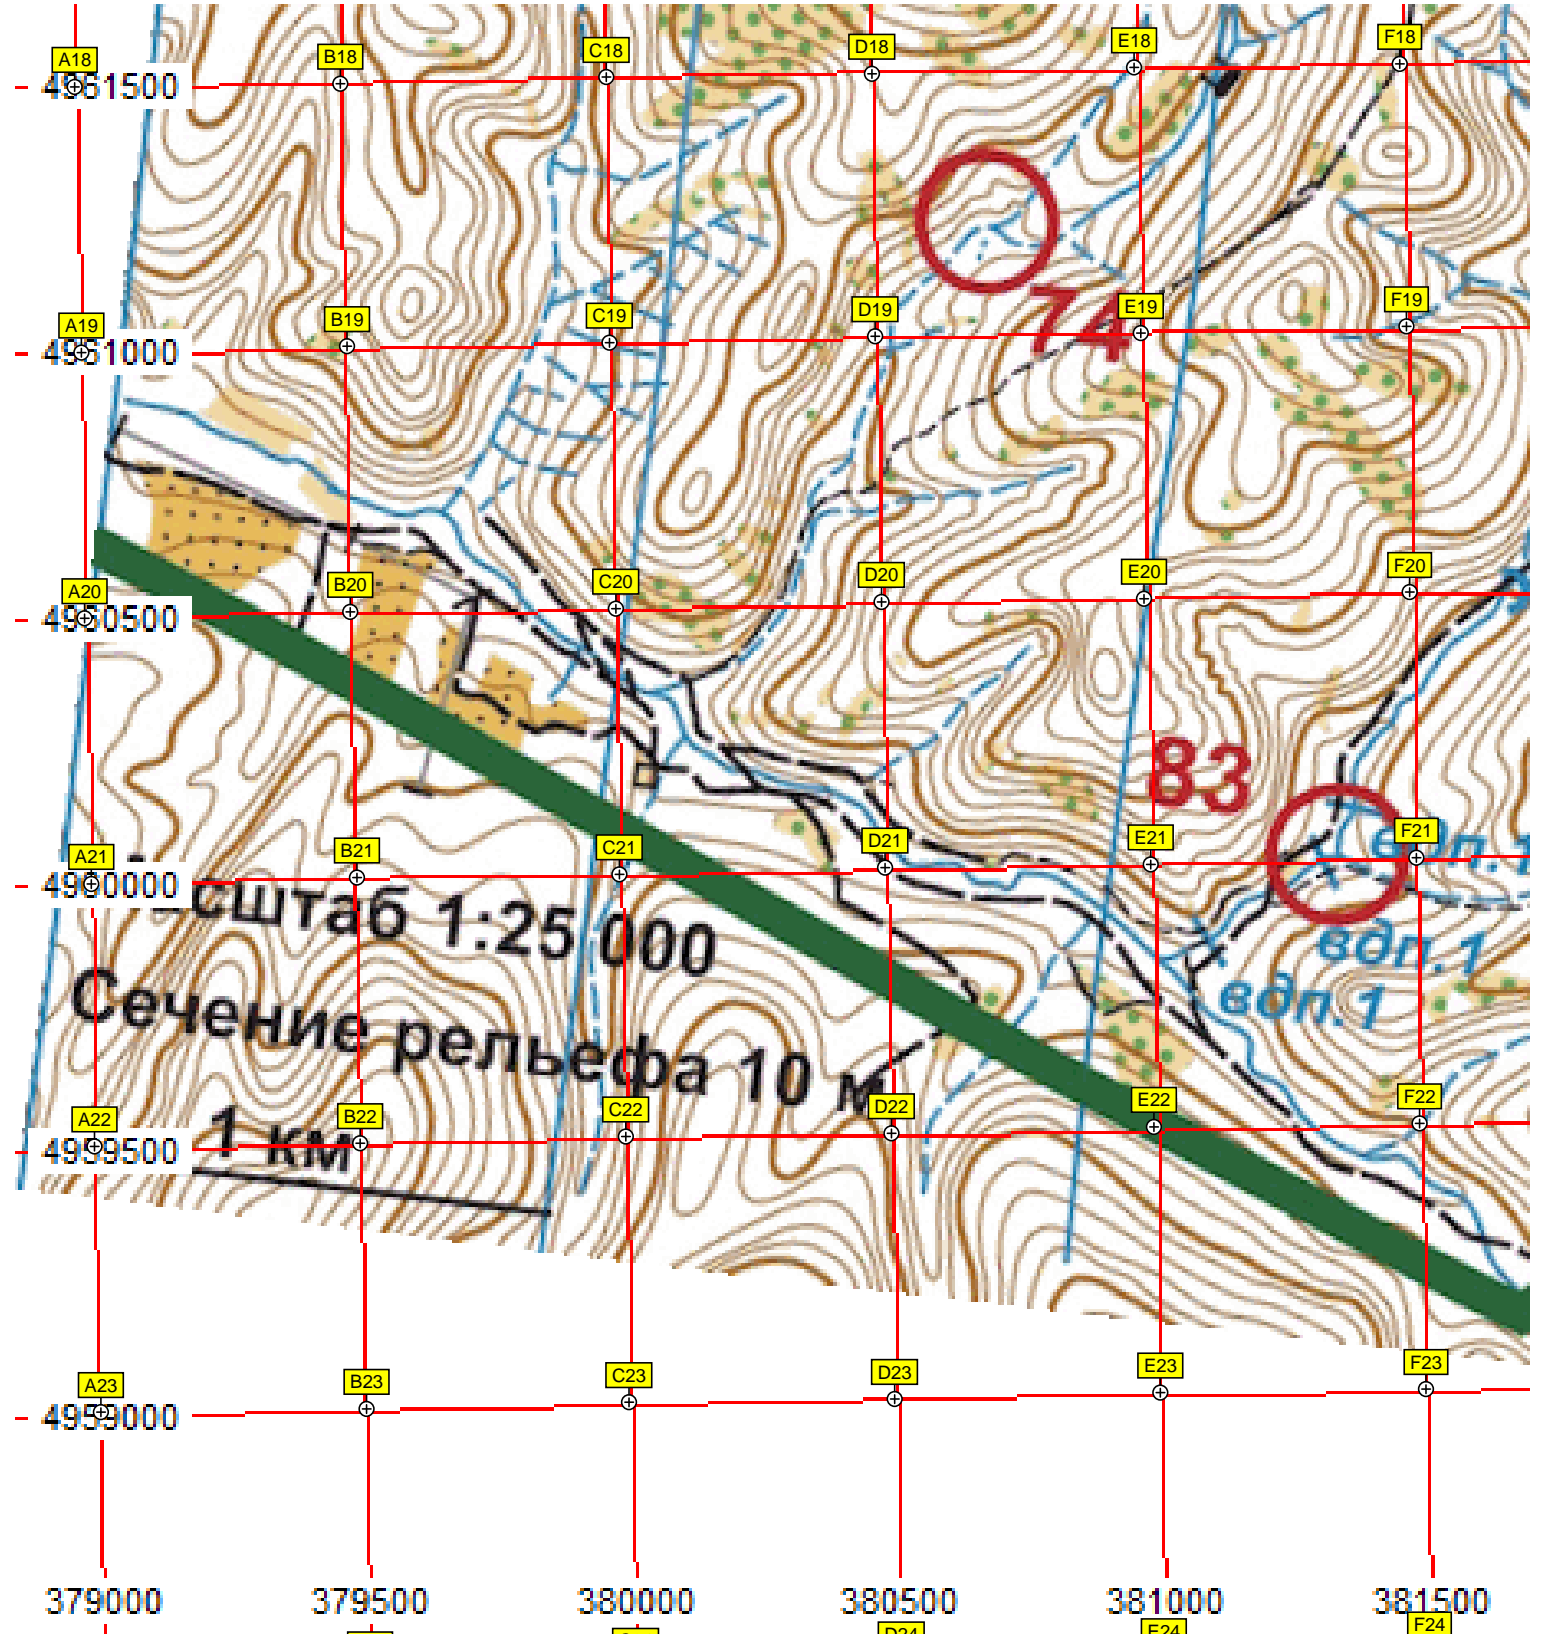 A18 B18 C18 D18 E18 F18
4961500
74
A19 B19 C19 D19 E19 F19
4961000
A20 B20 C20 D20 E20 F20
4960500
83
A21 B21 C21 D21 E21 F21
4960000
сштаб 1:25 000
вдп.1
Сечение рельефа 10 м
вдп.1
A22 B22 C22 D22 E22 F22
4959500
1 км
A23 B23 C23 D23 E23 F23
4959000
379000 379500 380000 380500 381000 381500
D24 E24 F24